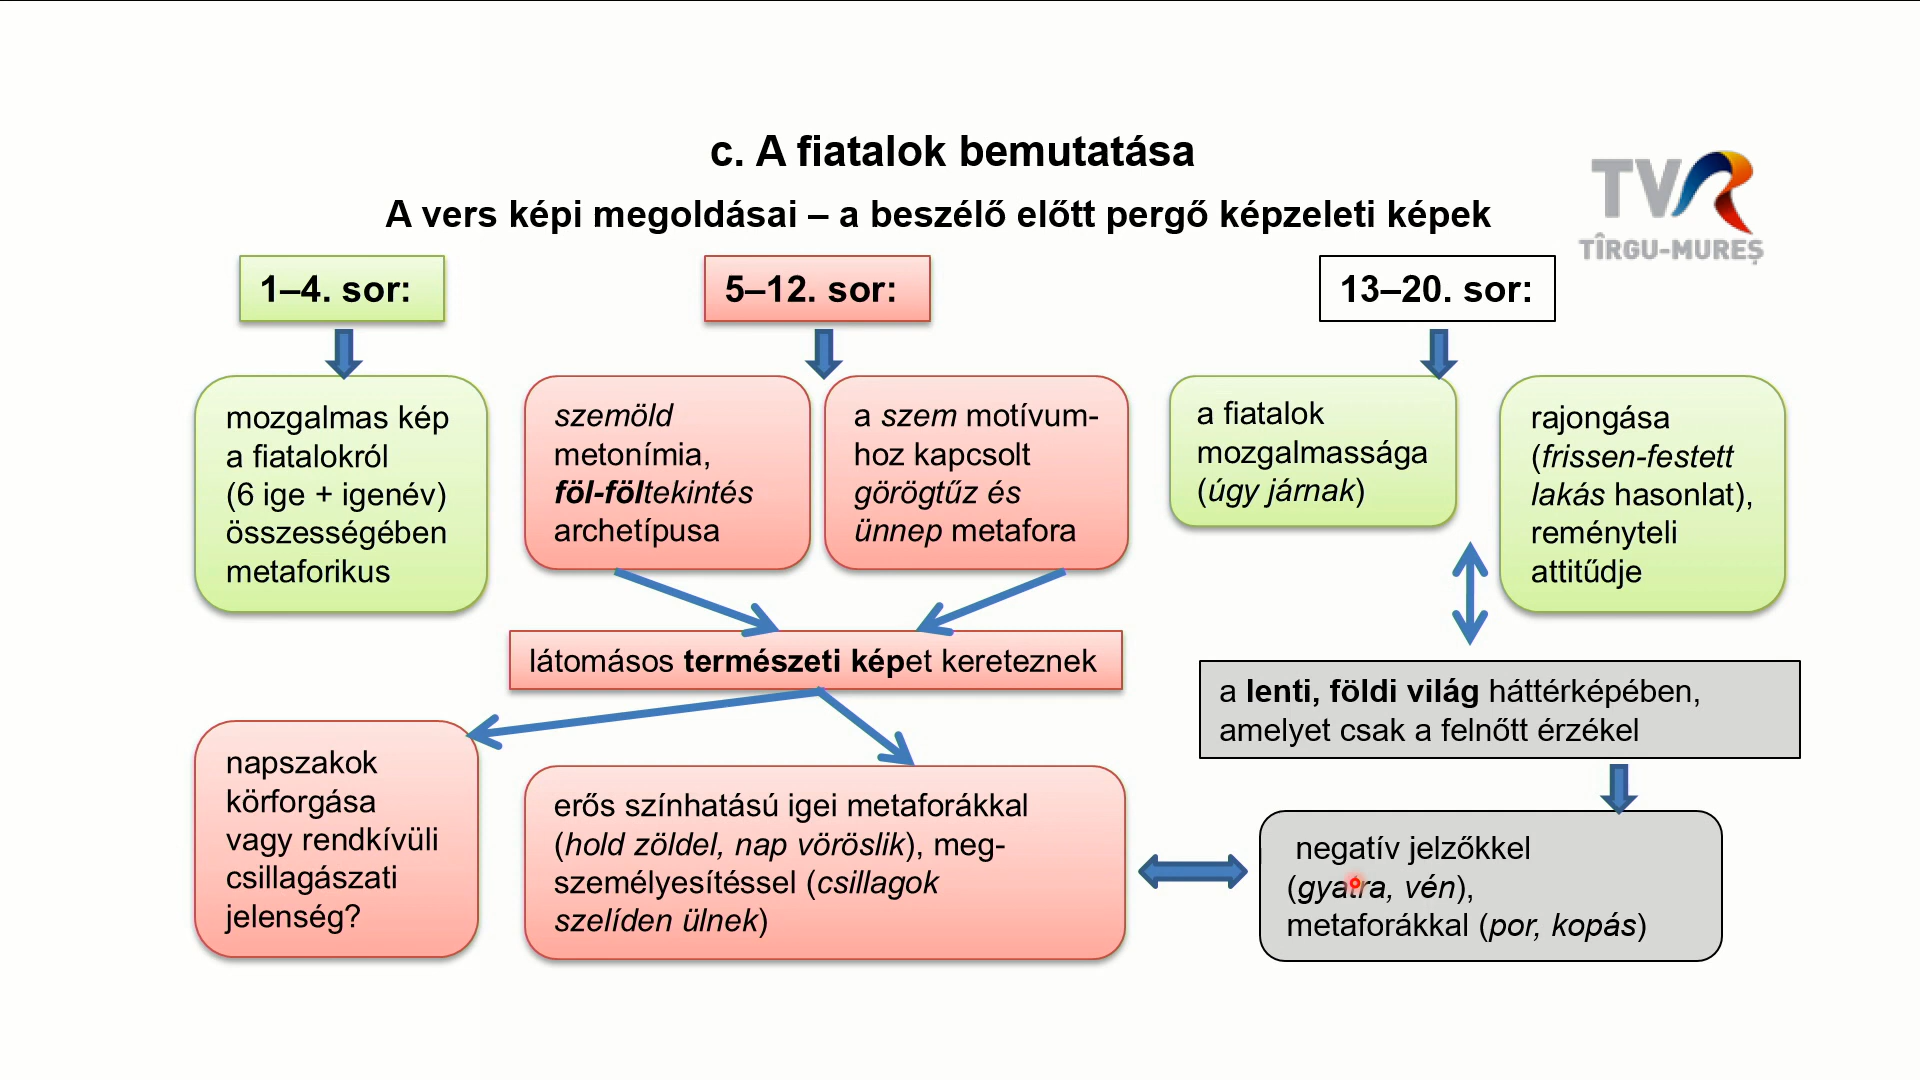 c. A fiatalok bemutatása
A vers képi megoldásai – a beszélő előtt pergő képzeleti képek
TVR
TÎRGU-MUREȘ
1–4. sor:
5–12. sor:
13–20. sor:
mozgalmas kép
a fiatalokról
(6 ige + igenév)
összességében
metaforikus
szemöld
metonímia,
föl-föltekintés
archetípusa
a szem motívum-
hoz kapcsolt
görögtűz és
ünnep metafora
a fiatalok
mozgalmassága
(úgy járnak)
rajongása
(frissen-festett
lakás hasonlat),
reményteli
attitűdje
látomásos természeti képet kereteznek
a lenti, földi világ háttérképében,
amelyet csak a felnőtt érzékel
napszakok
körforgása
vagy rendkívüli
csillagászati
jelenség?
erős színhatású igei metaforákkal
(hold zöldel, nap vöröslik), meg-
személyesítéssel (csillagok
szelíden ülnek)
negatív jelzőkkel
(gyatra, vén),
metaforákkal (por, kopás)